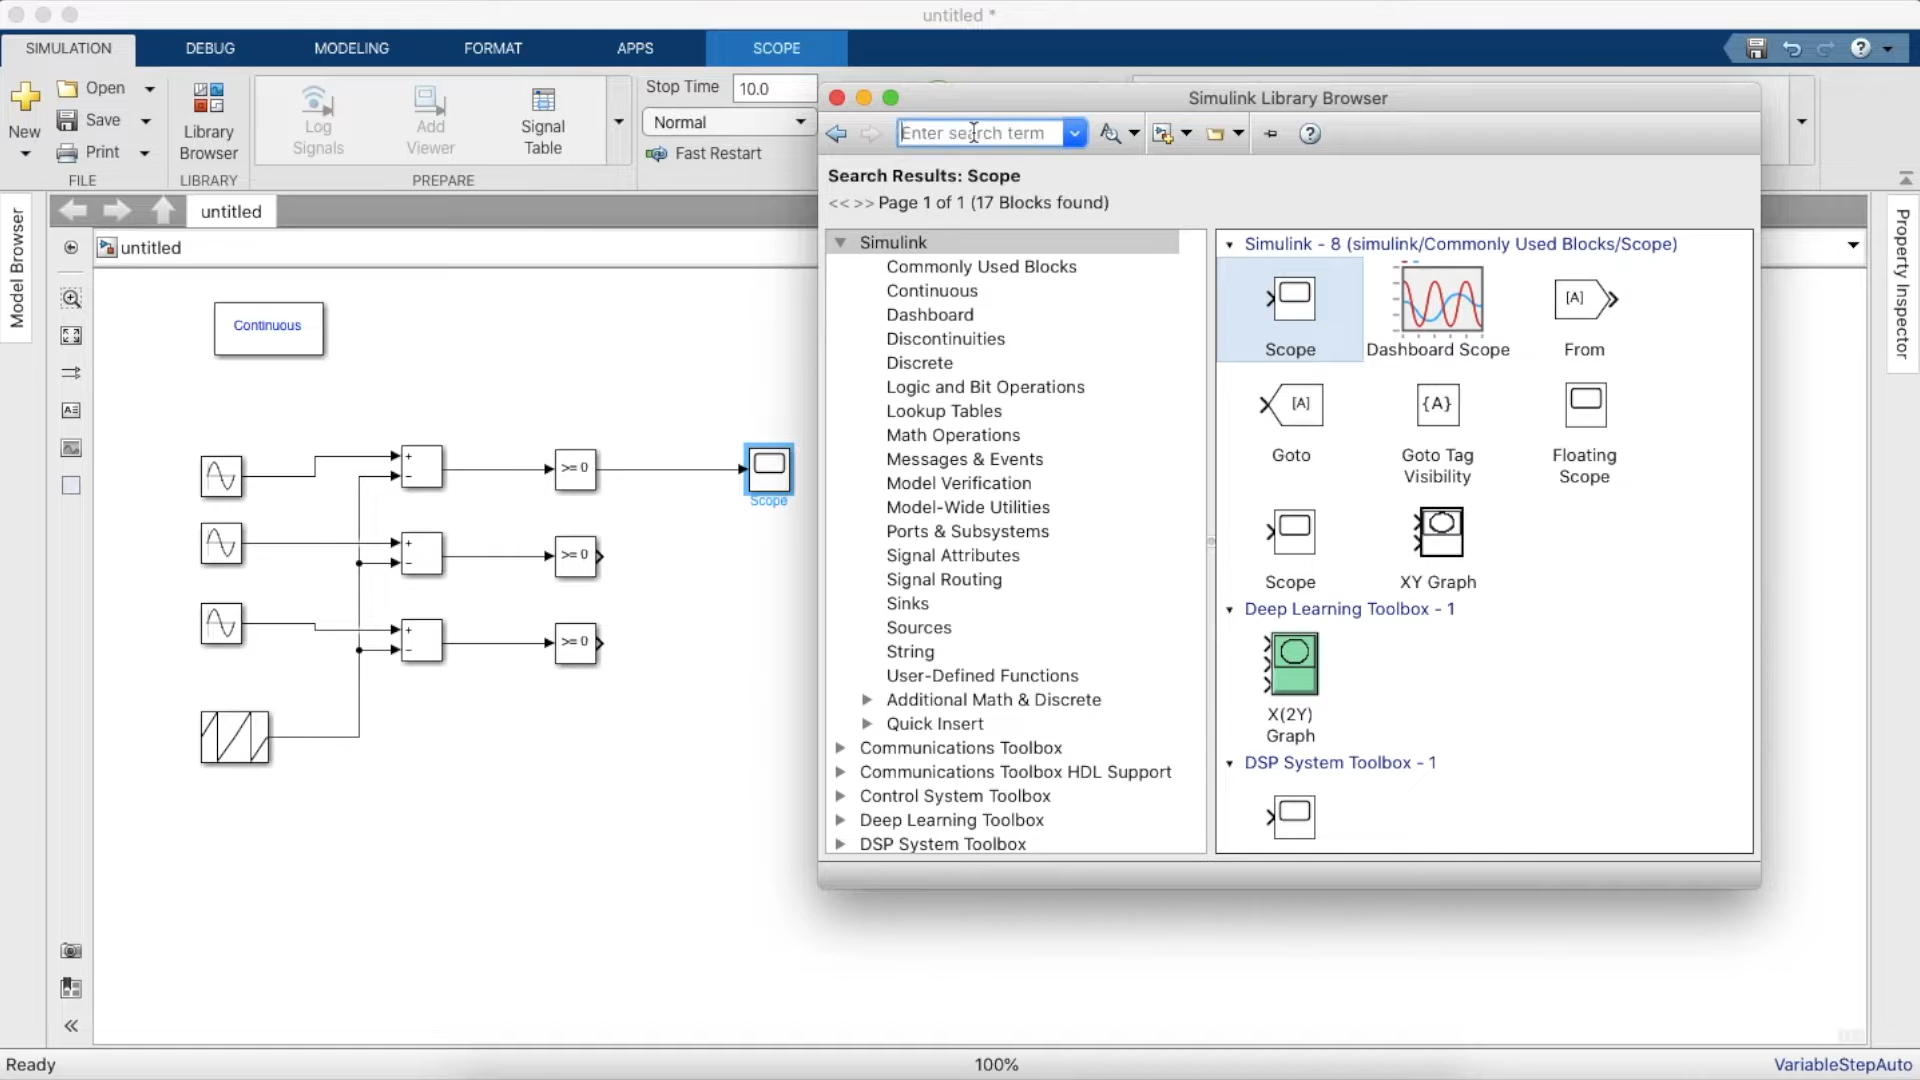 untitled *
SIMULATION DEBUG MODELING FORMAT APPS SCOPE
New
Open
Save
Print
FILE
Library Browser
LIBRARY
Log Signals
Add Viewer
Signal Table
PREPARE
Stop Time 10.0
Normal
Fast Restart
Simulink Library Browser
Enter search term
Search Results: Scope
<< >> Page 1 of 1 (17 Blocks found)
Model Browser
untitled
untitled
Property Inspector
Continuous
+
−
>= 0
Scope
+
−
>= 0
+
−
>= 0
Simulink
Commonly Used Blocks
Continuous
Dashboard
Discontinuities
Discrete
Logic and Bit Operations
Lookup Tables
Math Operations
Messages & Events
Model Verification
Model-Wide Utilities
Ports & Subsystems
Signal Attributes
Signal Routing
Sinks
Sources
String
User-Defined Functions
Additional Math & Discrete
Quick Insert
Communications Toolbox
Communications Toolbox HDL Support
Control System Toolbox
Deep Learning Toolbox
DSP System Toolbox
Simulink - 8 (simulink/Commonly Used Blocks/Scope)
[A]
Scope Dashboard Scope From
[A] {A}
Goto Goto Tag Visibility Floating Scope
Scope XY Graph
Deep Learning Toolbox - 1
X(2Y) Graph
DSP System Toolbox - 1
Ready 100% VariableStepAuto